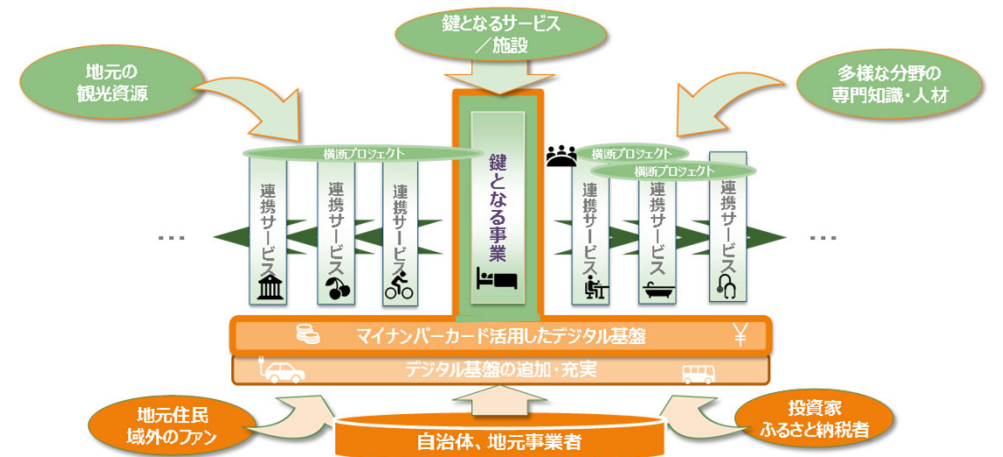 鍵となるサービス
／施設
地元の
観光資源
多様な分野の
専門知識・人材
横断プロジェクト
横断プロジェクト
横断プロジェクト
連携サービス
連携サービス
連携サービス
鍵となる事業
連携サービス
連携サービス
連携サービス
…
…
マイナンバーカード活用したデジタル基盤
¥
デジタル基盤の追加・充実
地元住民
域外のファン
自治体、地元事業者
投資家
ふるさと納税者